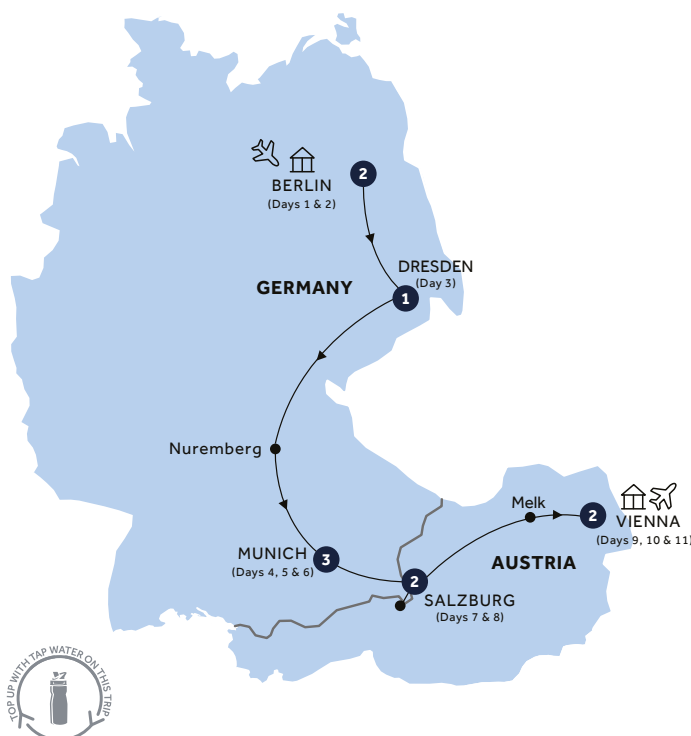 2
BERLIN
(Days 1 & 2)
DRESDEN
(Day 3)
1
GERMANY
Nuremberg
MUNICH
(Days 4, 5 & 6)
3
2
SALZBURG
(Days 7 & 8)
Melk
2
VIENNA
(Days 9, 10 & 11)
AUSTRIA
TOP UP WITH TAP WATER ON THIS TRIP